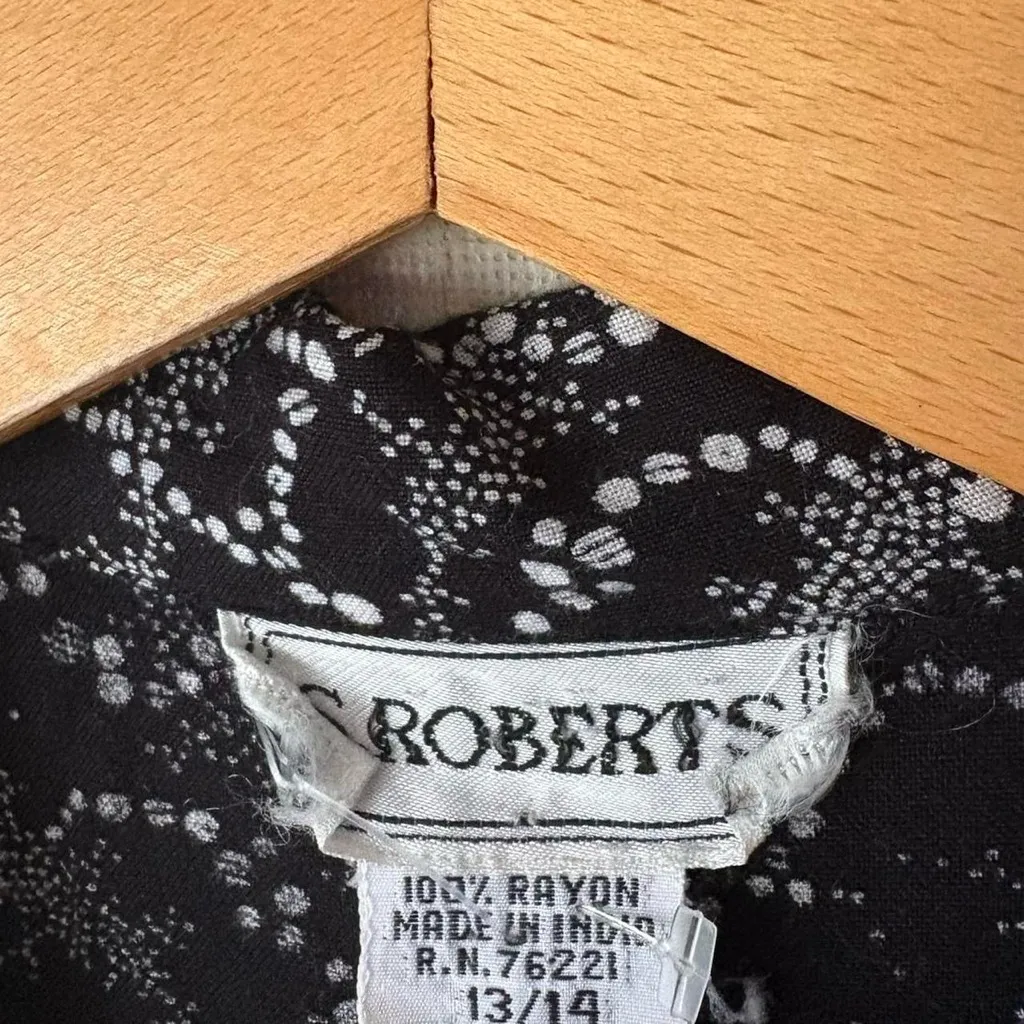 S. ROBERTS
100% RAYON
MADE IN INDIA
R.N. 76221
13/14